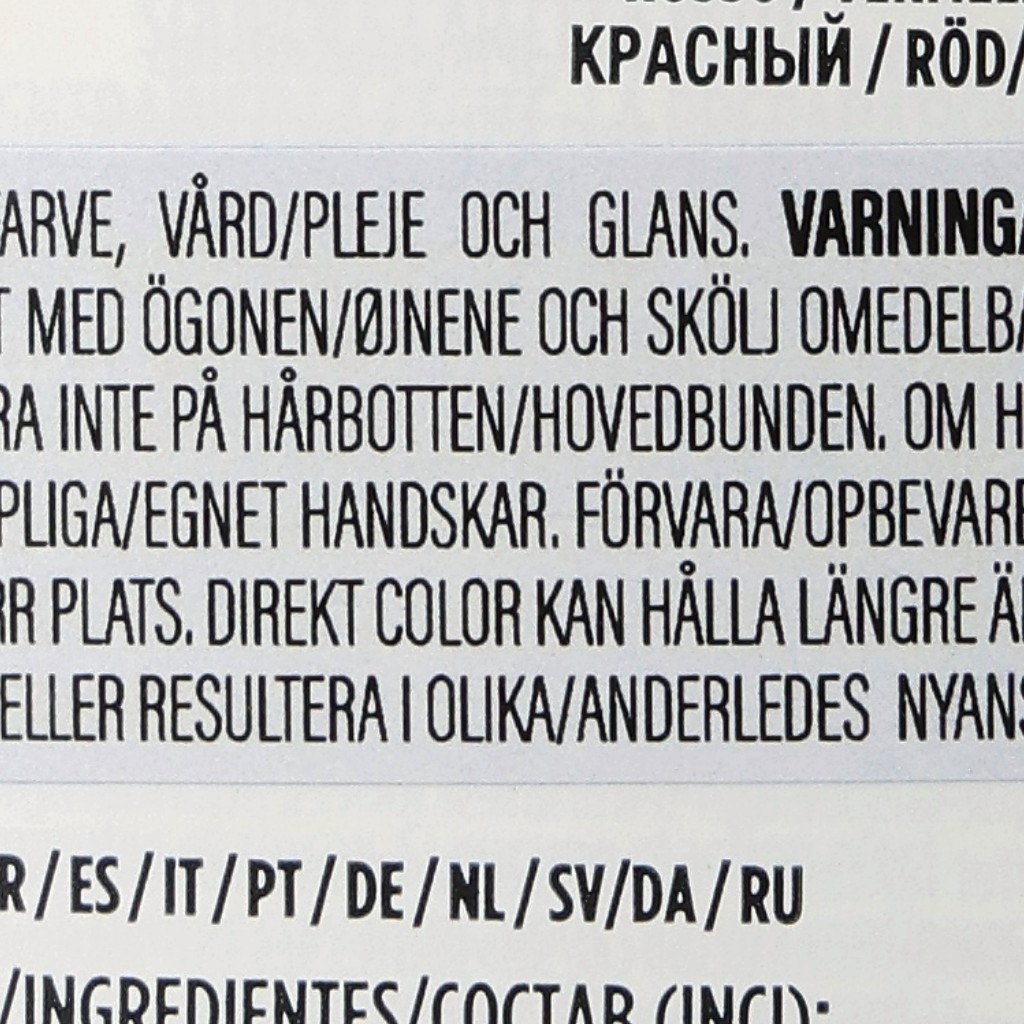 КРАСНЫЙ / RÖD/
ARVE, VÅRD/PLEJE OCH GLANS. VARNING/
T MED ÖGONEN/ØJNENE OCH SKÖLJ OMEDELBA
RA INTE PÅ HÅRBOTTEN/HOVEDBUNDEN. OM H
PLIGA/EGNET HANDSKAR. FÖRVARA/OPBEVARE
RR PLATS. DIREKT COLOR KAN HÅLLA LÄNGRE Ä
ELLER RESULTERA I OLIKA/ANDERLEDES NYANS
R / ES / IT / PT / DE / NL / SV/DA / RU
/INGREDIENTES/COCTAB (INCI):